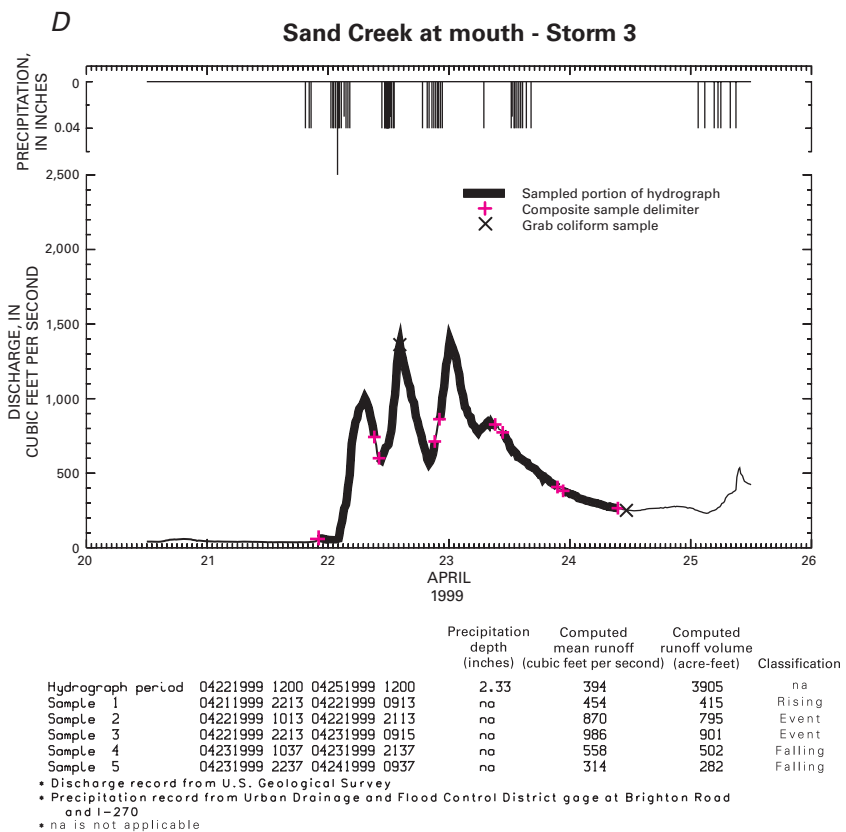 D
Sand Creek at mouth - Storm 3
PRECIPITATION,
IN INCHES
0
0.04
DISCHARGE, IN
CUBIC FEET PER SECOND
2,500
2,000
1,500
1,000
500
0
Sampled portion of hydrograph
Composite sample delimiter
Grab coliform sample
20 21 22 23 24 25 26
APRIL
1999
Precipitation depth (inches) Computed mean runoff (cubic feet per second) Computed runoff volume (acre-feet) Classification
Hydrograph period 04221999 1200 04251999 1200 2.33 394 3905 na
Sample 1 04211999 2213 04221999 0913 na 454 415 Rising
Sample 2 04221999 1013 04221999 2113 na 870 795 Event
Sample 3 04221999 2213 04231999 0915 na 986 901 Event
Sample 4 04231999 1037 04231999 2137 na 558 502 Falling
Sample 5 04231999 2237 04241999 0937 na 314 282 Falling
* Discharge record from U.S. Geological Survey
* Precipitation record from Urban Drainage and Flood Control District gage at Brighton Road
and I-270
* na is not applicable